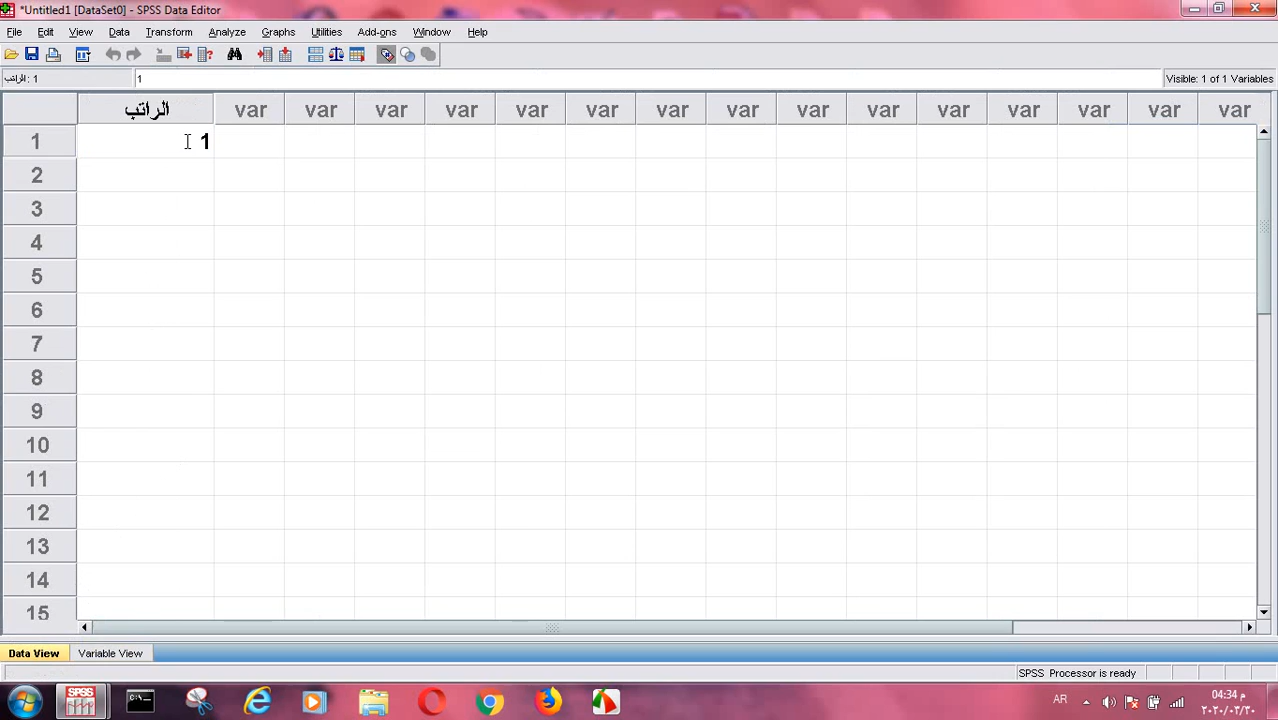 *Untitled1 [DataSet0] - SPSS Data Editor
File Edit View Data Transform Analyze Graphs Utilities Add-ons Window Help
الراتب : 1 1 Visible: 1 of 1 Variables
الراتب var var var var var var var var var var var var var var var
1 1
2
3
4
5
6
7
8
9
10
11
12
13
14
15
Data View Variable View
SPSS Processor is ready
AR 04:34 م
٢٠٢٠/٠٣/٣٠